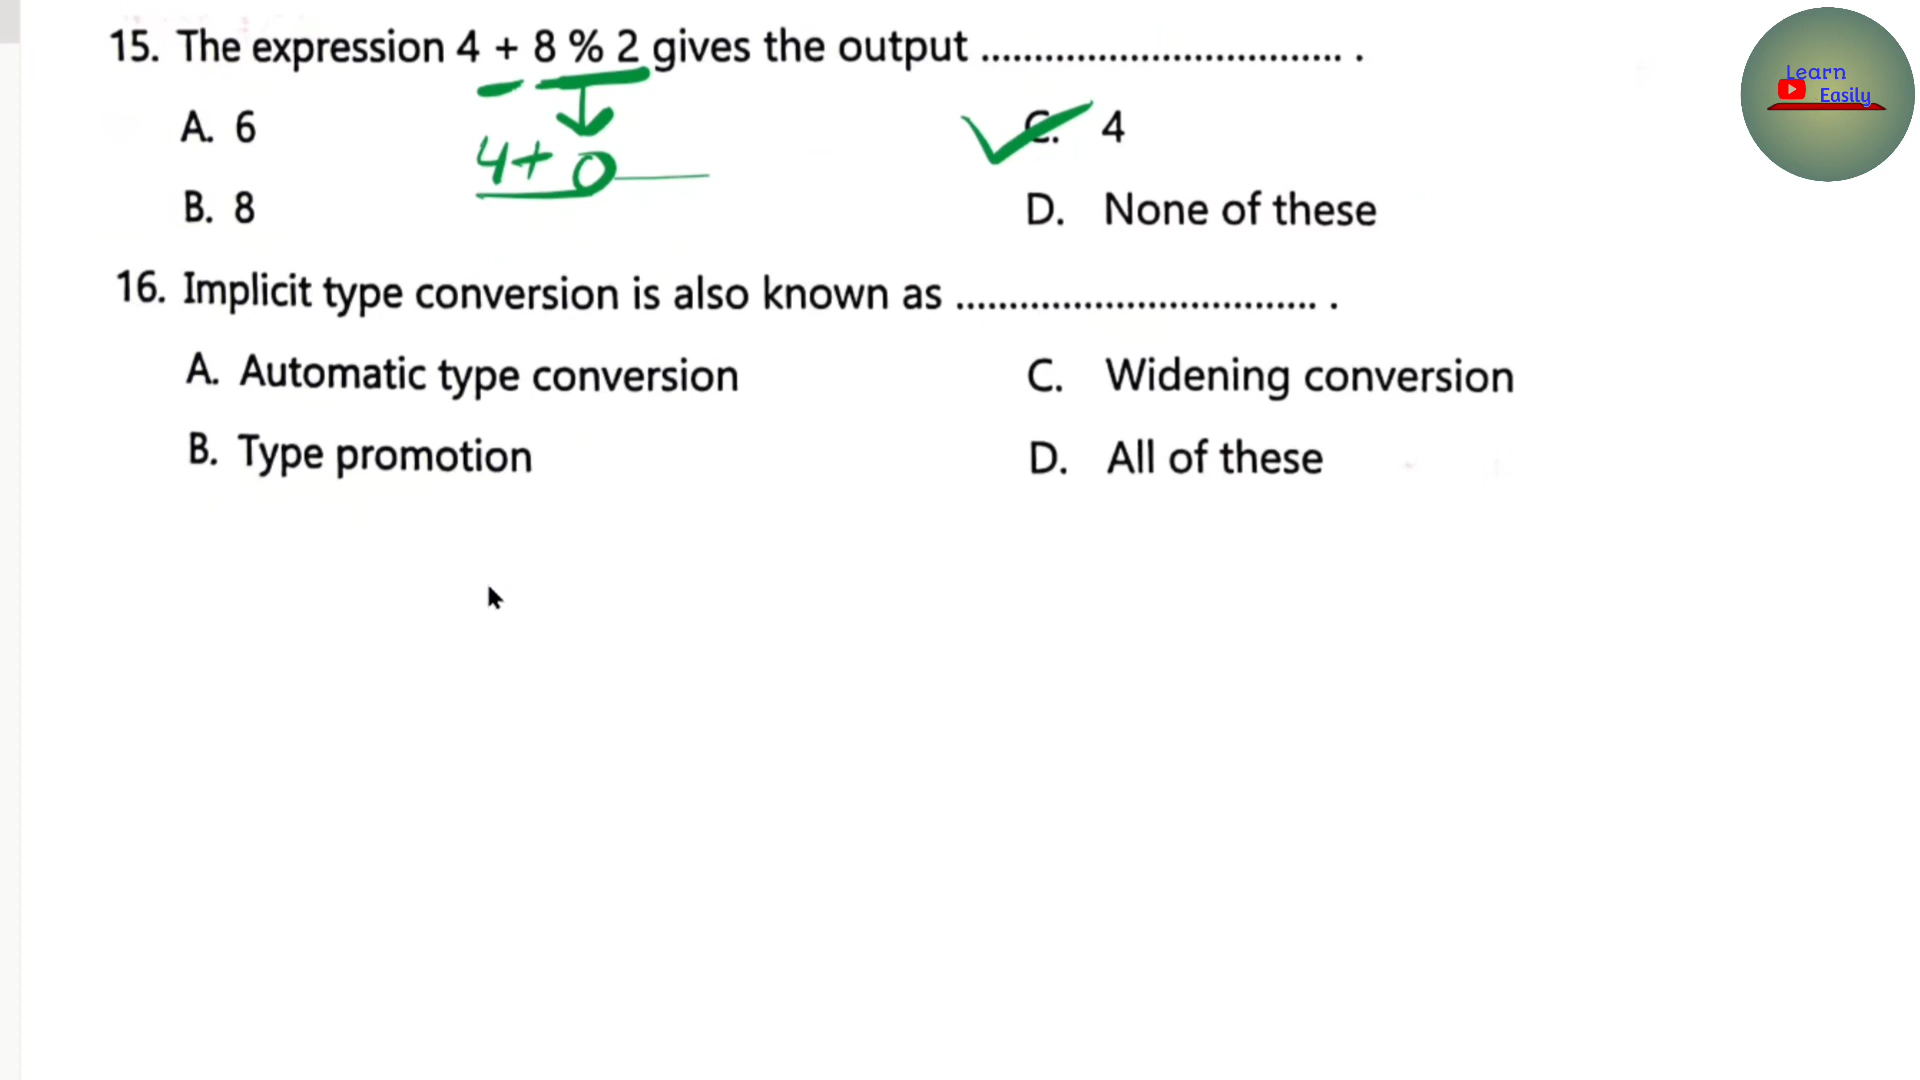 15. The expression 4 + 8 % 2 gives the output .................................. .
A. 6
C. 4
4 + 0
B. 8
D. None of these
16. Implicit type conversion is also known as .................................. .
A. Automatic type conversion
C. Widening conversion
B. Type promotion
D. All of these
Learn
Easily